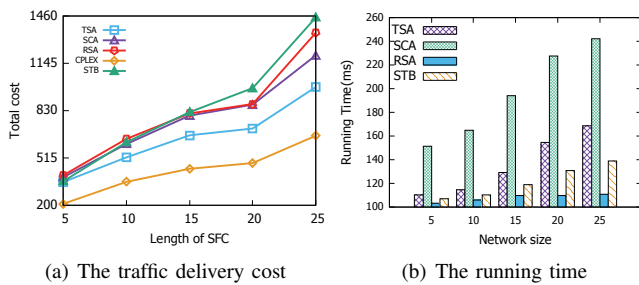 1460
830
515
200
Total cost
TSA
SCA
RSA
CPLEX
STB
5 10 15 20 25
Length of SFC
(a) The traffic delivery cost
260
240
220
200
180
160
140
120
100
Running Time(ms)
TSA
SCA
RSA
STB
5 10 15 20 25
Network size
(b) The running time